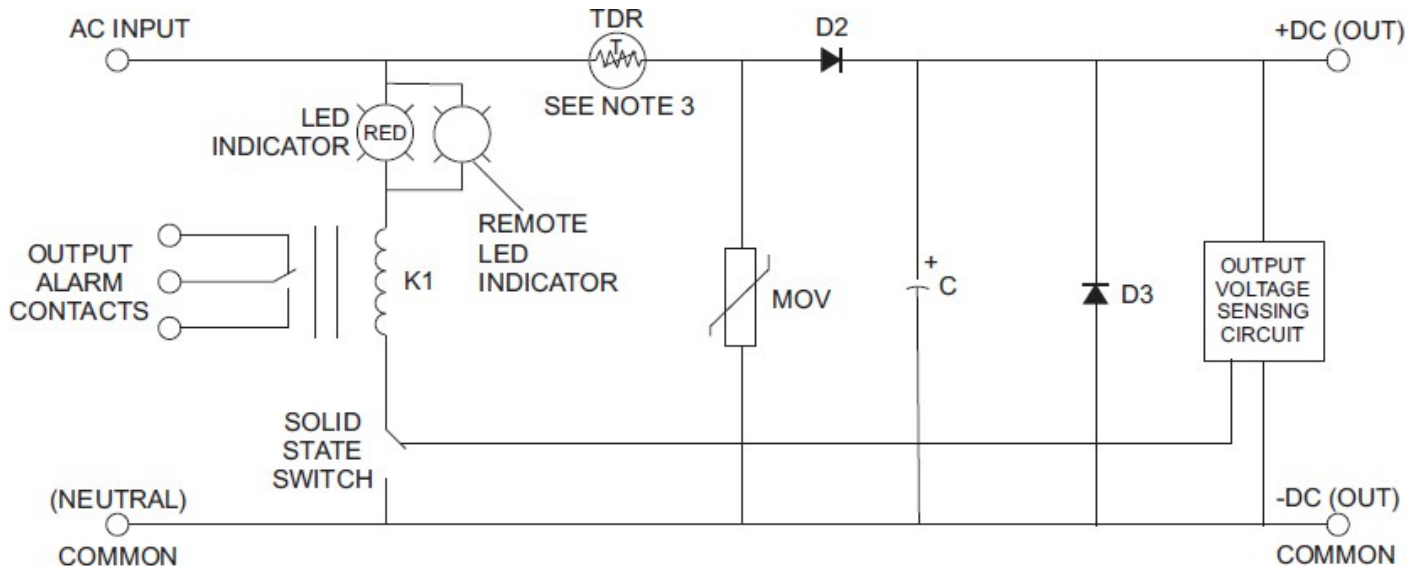 AC INPUT
TDR
T
D2
+DC (OUT)
SEE NOTE 3
LED
INDICATOR
RED
REMOTE
LED
INDICATOR
OUTPUT
ALARM
CONTACTS
K1
MOV
+
C
D3
OUTPUT
VOLTAGE
SENSING
CIRCUIT
SOLID
STATE
SWITCH
(NEUTRAL)
COMMON
-DC (OUT)
COMMON